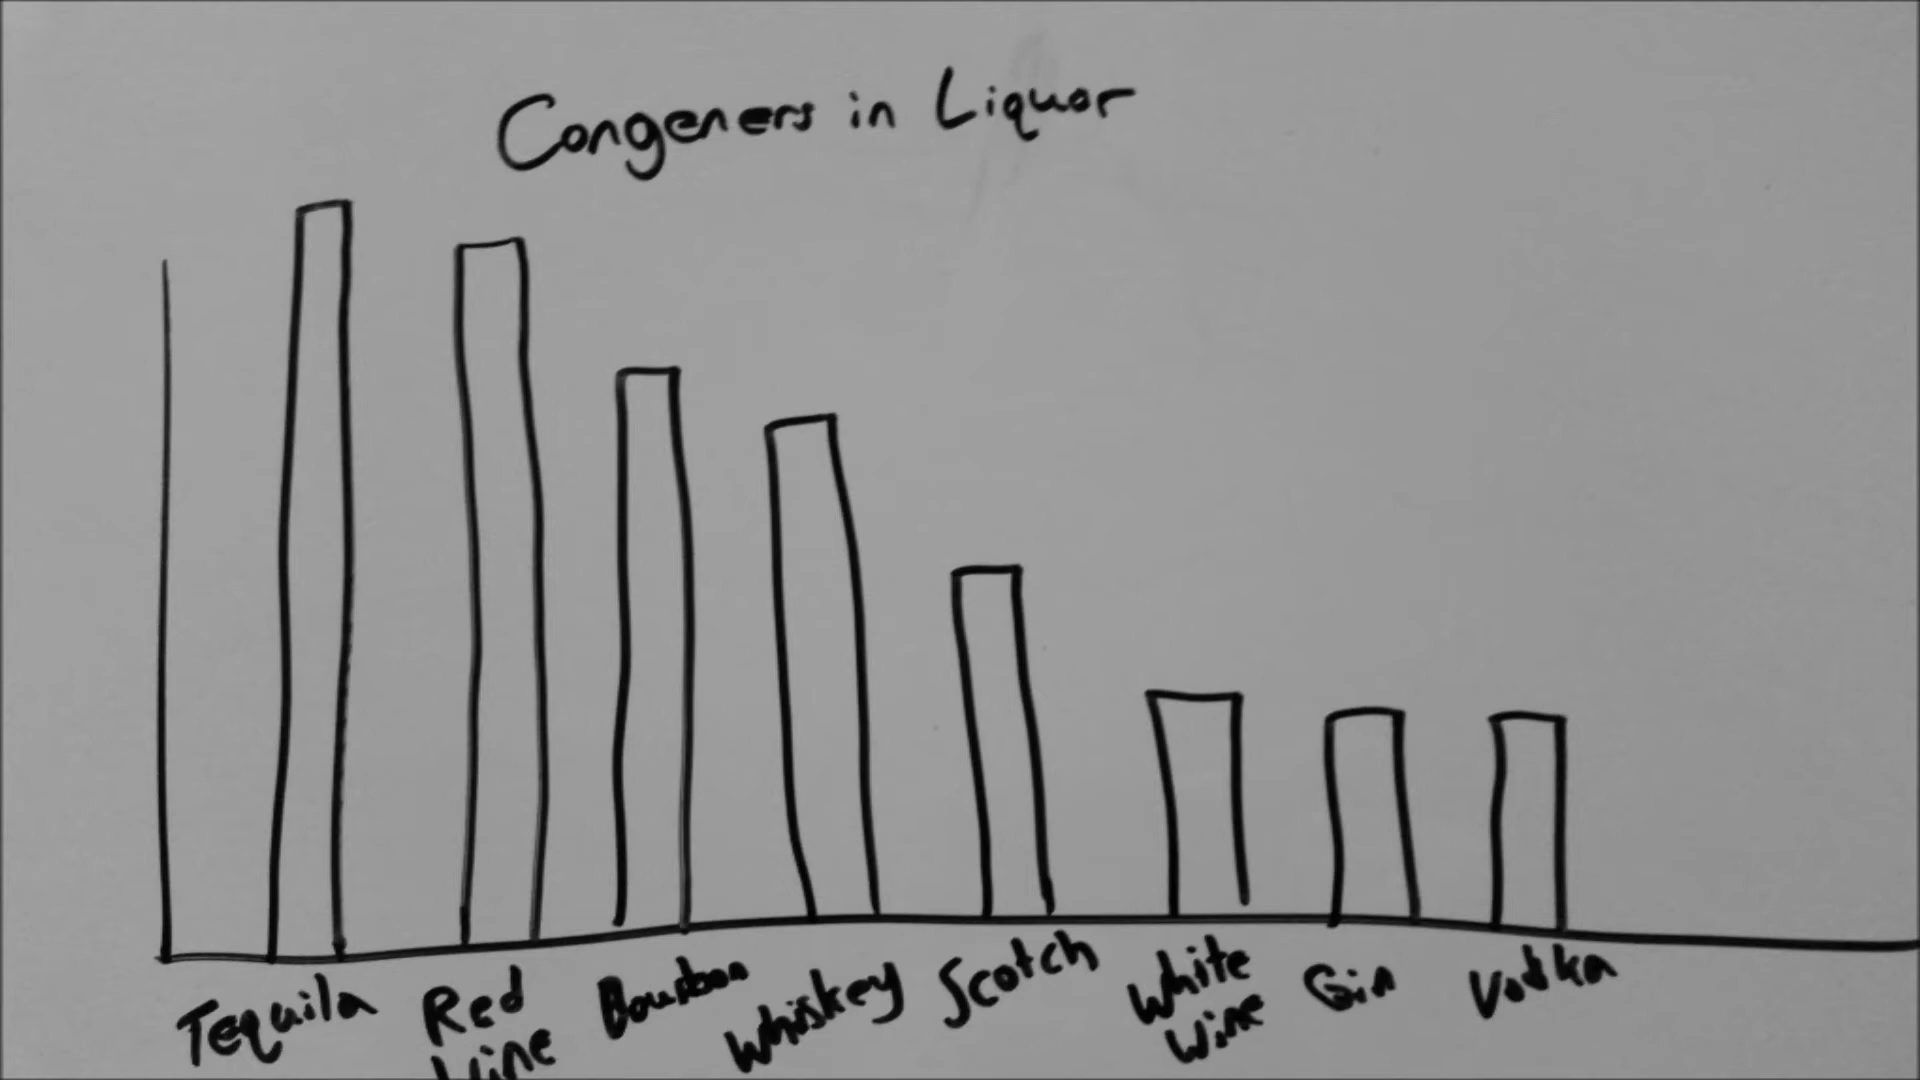 Congeners in Liquor
Tequila
Red
Wine
Bourbon
Whiskey
Scotch
White
Wine
Gin
Vodka